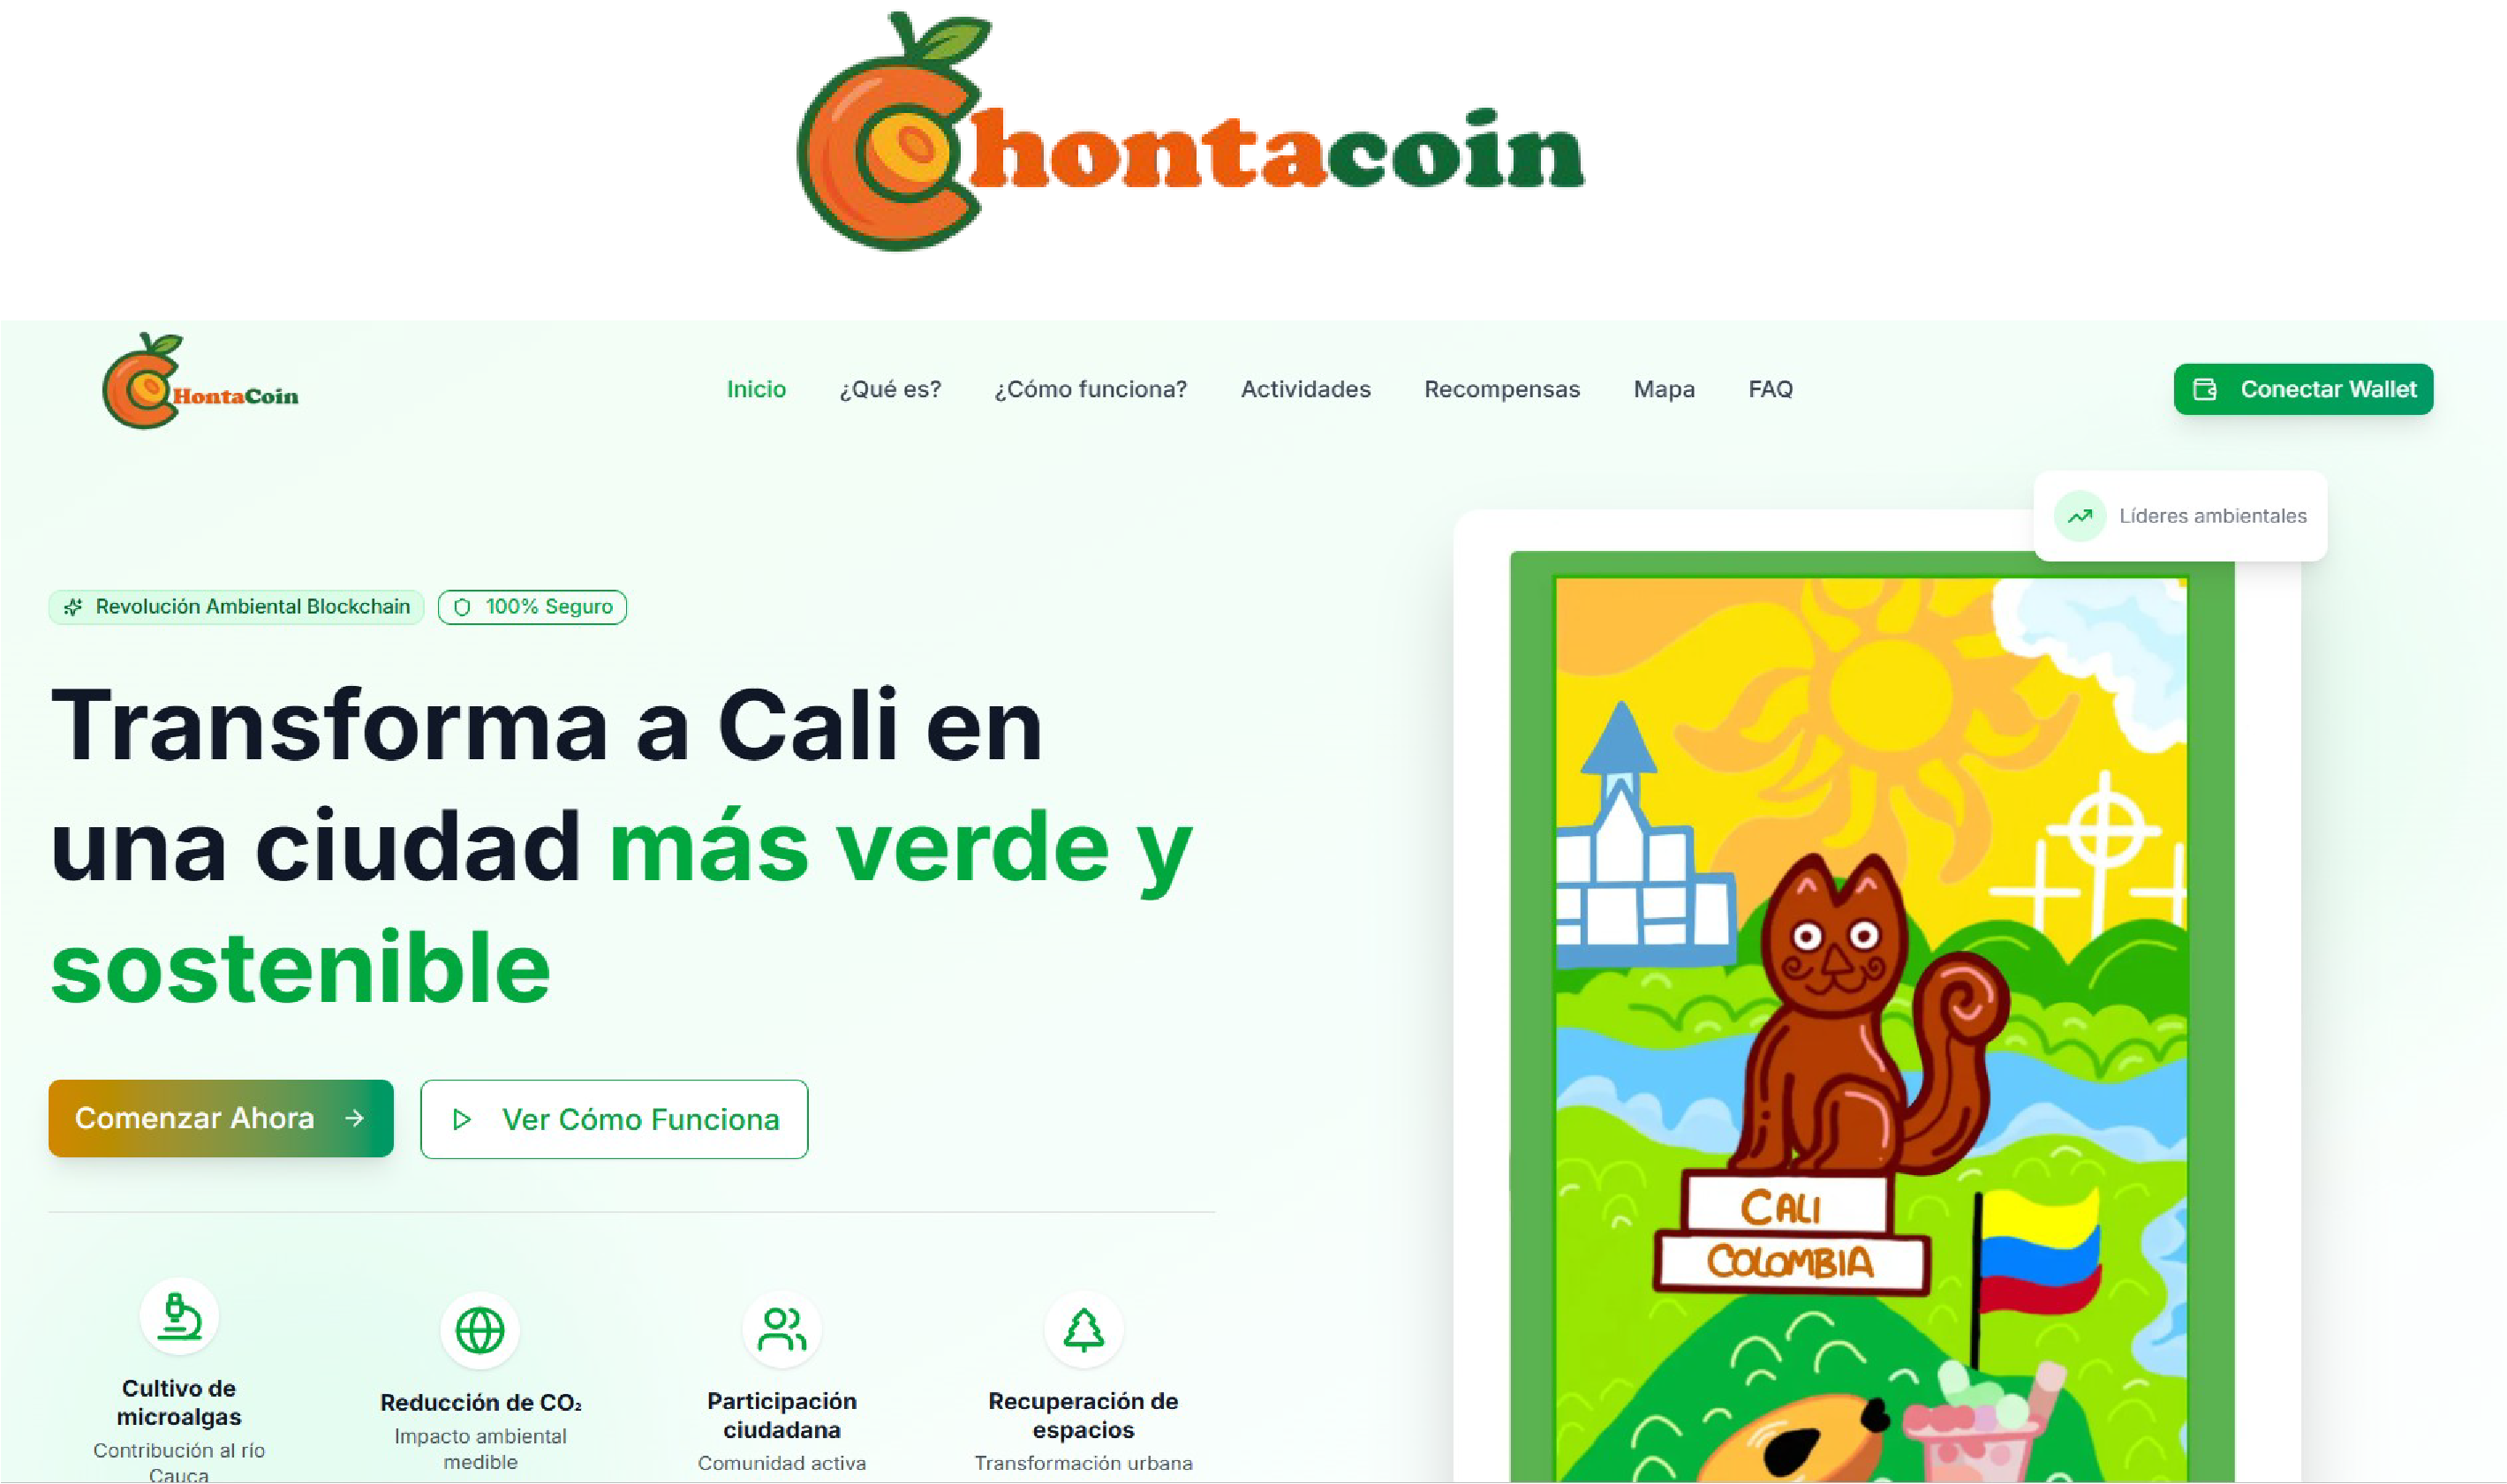 Chontacoin
CHontaCoin
Inicio
¿Qué es?
¿Cómo funciona?
Actividades
Recompensas
Mapa
FAQ
Conectar Wallet
Líderes ambientales
Revolución Ambiental Blockchain
100% Seguro
Transforma a Cali en
una ciudad más verde y
sostenible
Comenzar Ahora
Ver Cómo Funciona
CALI
COLOMBIA
Cultivo de
microalgas
Contribución al río
Cauca
Reducción de CO₂
Impacto ambiental
medible
Participación
ciudadana
Comunidad activa
Recuperación de
espacios
Transformación urbana